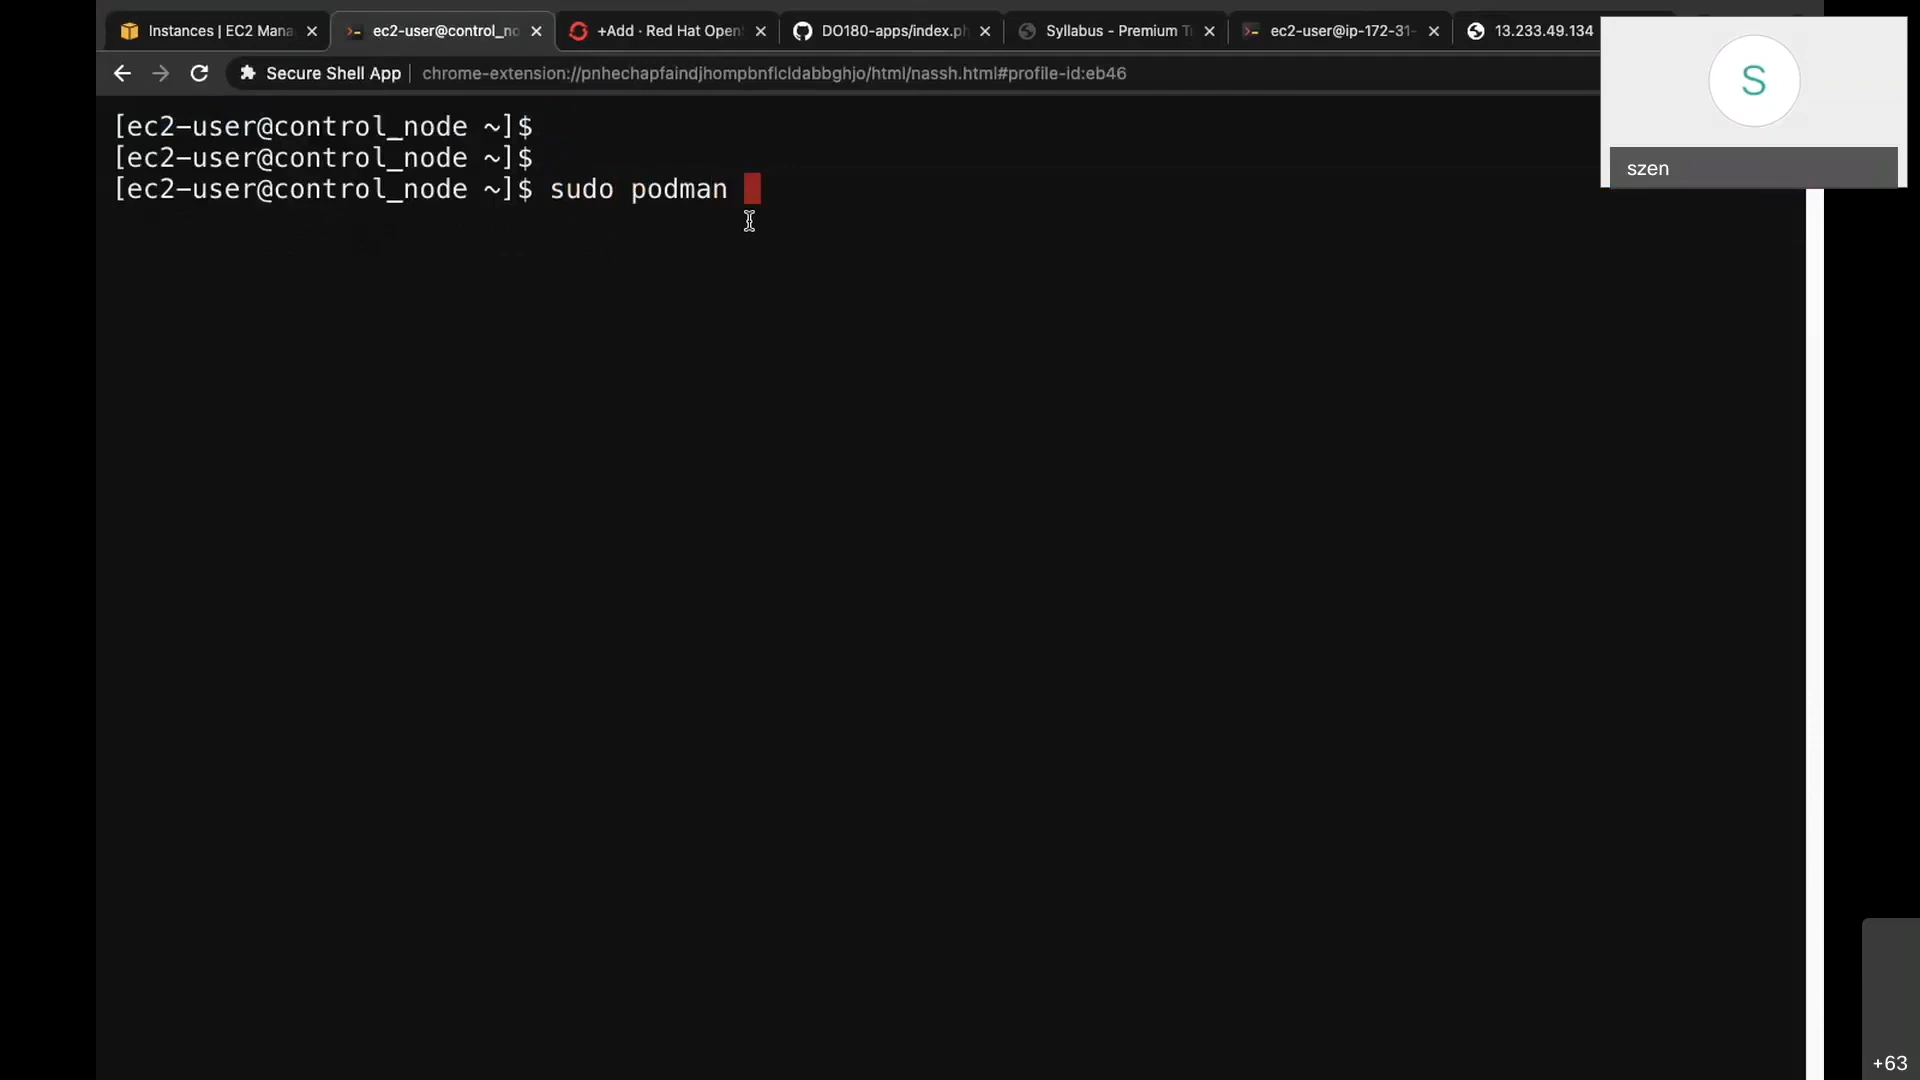 Instances | EC2 Mana
ec2-user@control_no
+Add · Red Hat Open
DO180-apps/index.ph
Syllabus - Premium T
ec2-user@ip-172-31-
13.233.49.134
Secure Shell App
chrome-extension://pnhechapfaindjhompbnflcldabbghjo/html/nassh.html#profile-id:eb46
S
szen
[ec2-user@control_node ~]$
[ec2-user@control_node ~]$
[ec2-user@control_node ~]$ sudo podman
+63